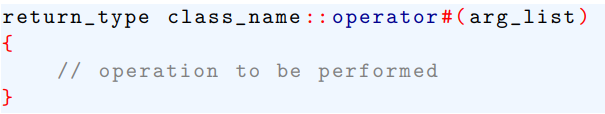 return_type class_name::operator#(arg_list)
{
    // operation to be performed
}